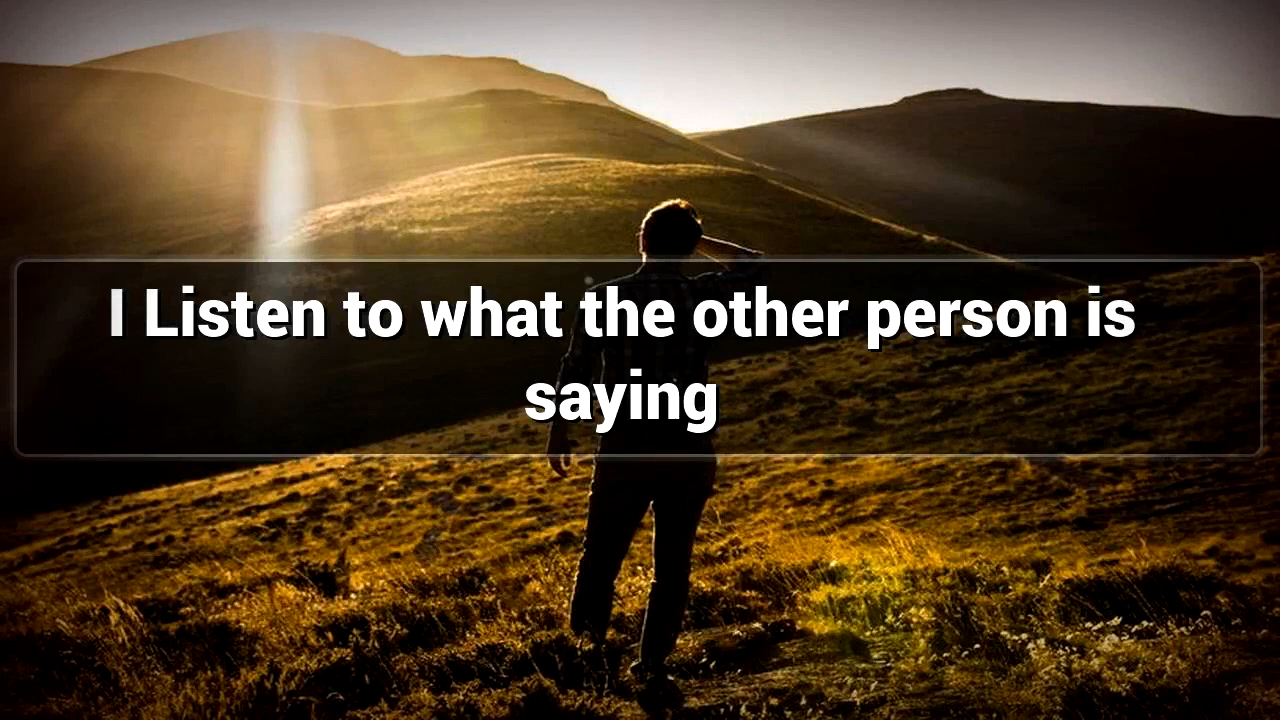 I Listen to what the other person is
saying